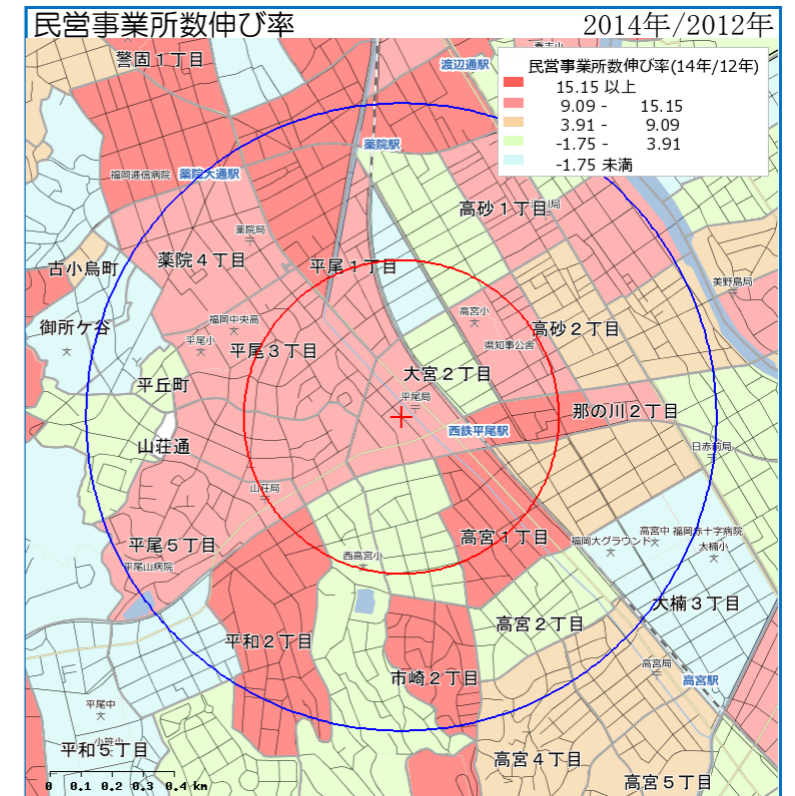 民営事業所数伸び率
2014年/2012年
警固1丁目
渡辺通駅
民営事業所数伸び率(14年/12年)
15.15 以上
9.09 - 15.15
3.91 - 9.09
-1.75 - 3.91
-1.75 未満
薬院駅
福岡逓信病院
薬院大通駅
高砂1丁目
薬院局
薬院4丁目
平尾1丁目
古小烏町
美野島局
御所ケ谷
福岡中央高
高宮小
高砂2丁目
平尾小
平尾3丁目
県知事公舎
平丘町
大宮2丁目
平尾局
那の川2丁目
西鉄平尾駅
山荘通
日赤前局
山荘局
平尾5丁目
西高宮小
高宮1丁目
福岡大グラウンド
高宮中
福岡赤十字病院
大楠小
平尾山病院
大楠3丁目
高宮2丁目
平和2丁目
高宮局
市崎2丁目
高宮駅
平尾中
平和5丁目
小笹小
高宮4丁目
高宮5丁目
0 0.1 0.2 0.3 0.4 km